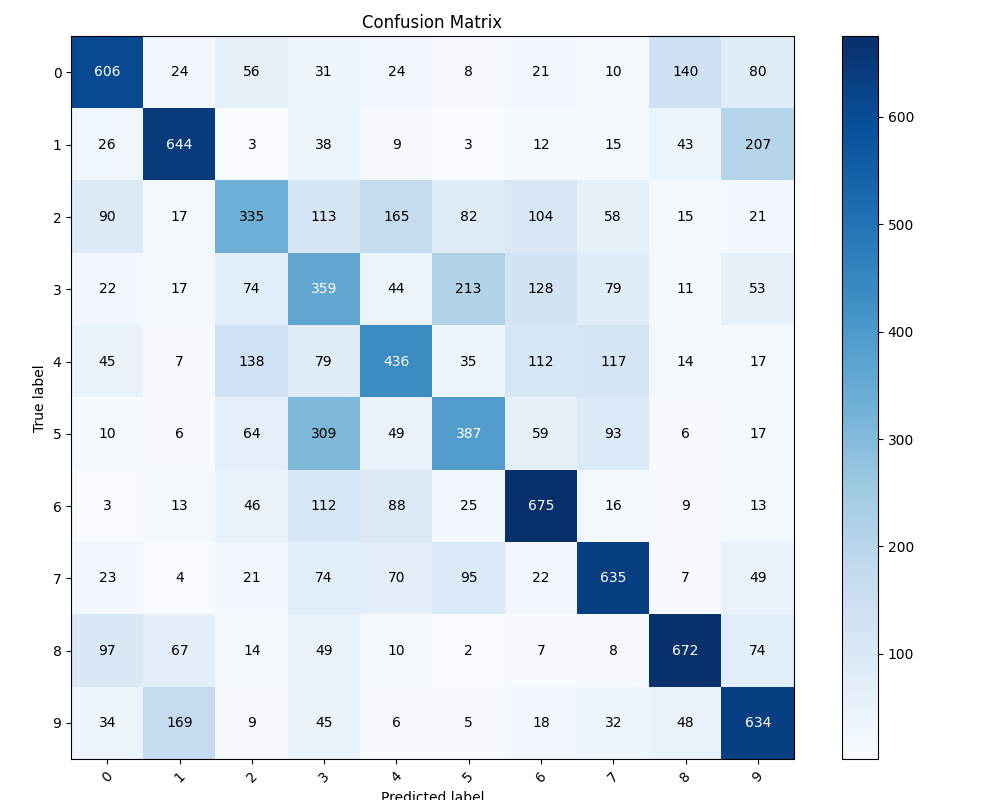 Confusion Matrix
0 606 24 56 31 24 8 21 10 140 80
1 26 644 3 38 9 3 12 15 43 207
2 90 17 335 113 165 82 104 58 15 21
3 22 17 74 359 44 213 128 79 11 53
4 45 7 138 79 436 35 112 117 14 17
5 10 6 64 309 49 387 59 93 6 17
6 3 13 46 112 88 25 675 16 9 13
7 23 4 21 74 70 95 22 635 7 49
8 97 67 14 49 10 2 7 8 672 74
9 34 169 9 45 6 5 18 32 48 634
0 1 2 3 4 5 6 7 8 9
True label
Predicted label
600
500
400
300
200
100